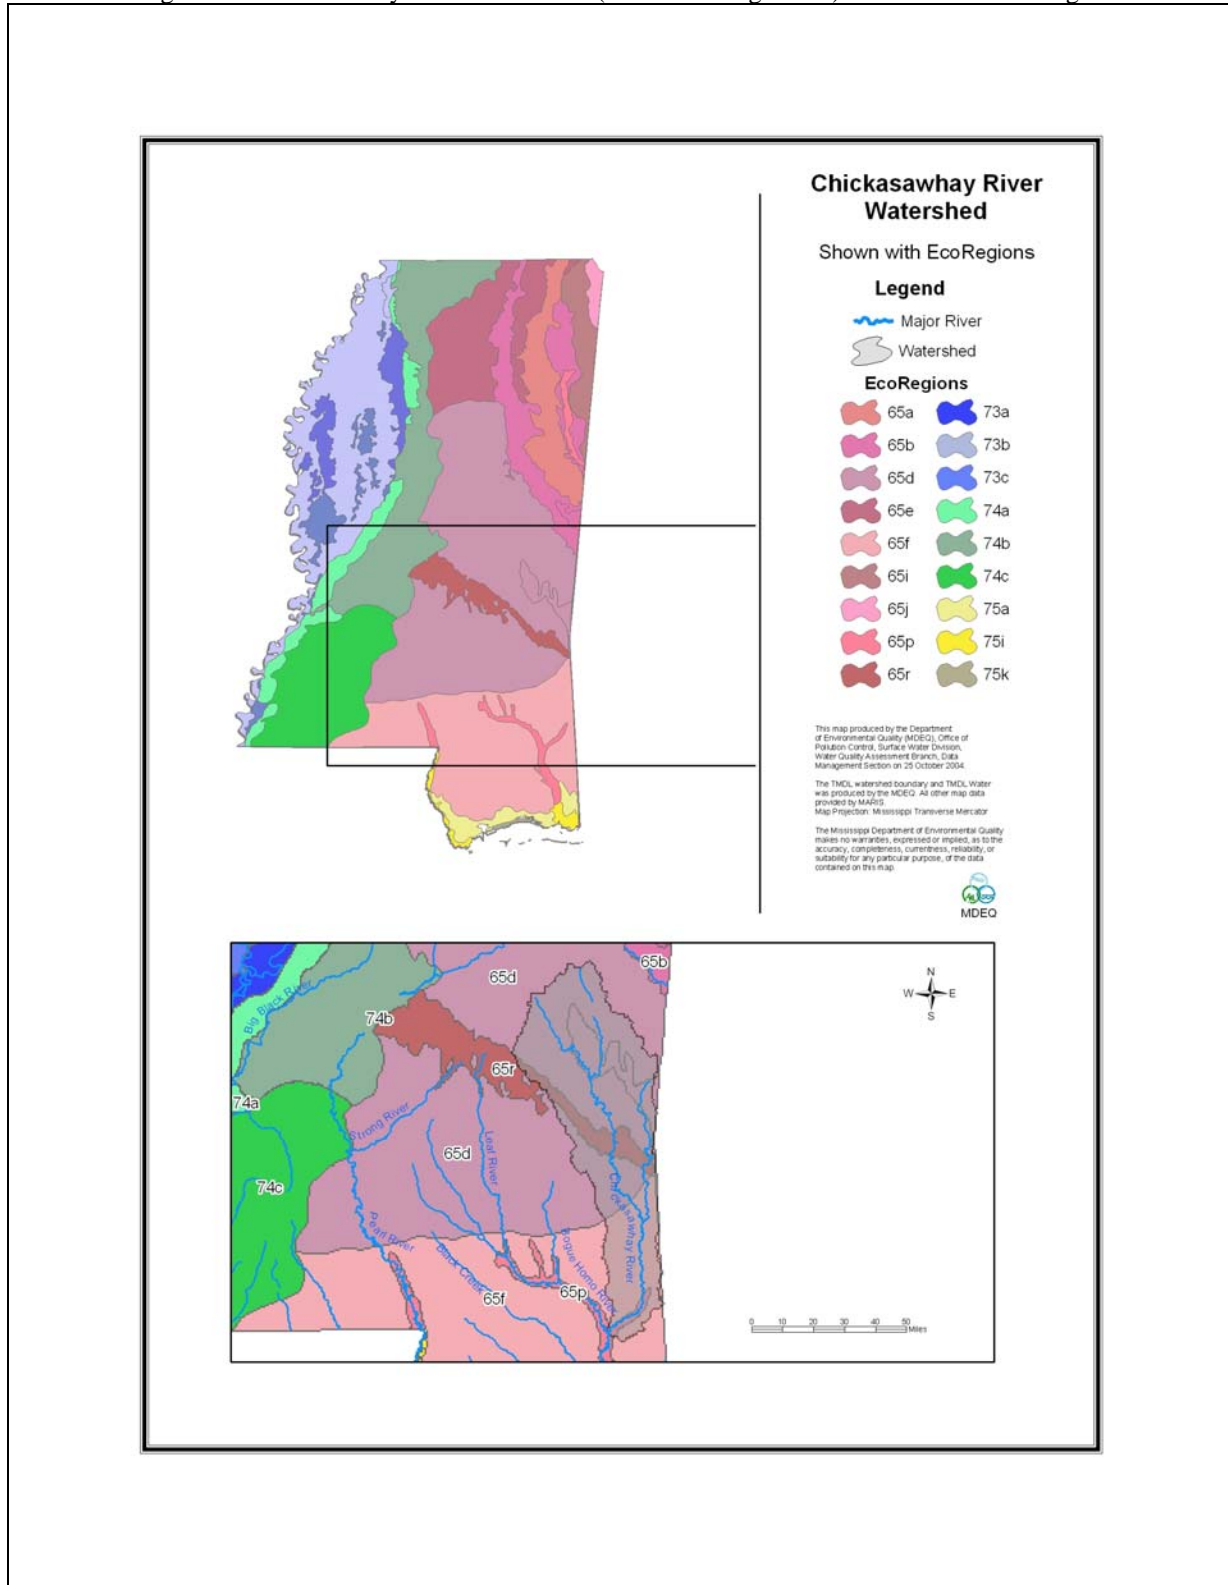 Chickasawhay River
Watershed
Shown with EcoRegions
Legend
Major River
Watershed
EcoRegions
65a 73a
65b 73b
65d 73c
65e 74a
65f 74b
65i 74c
65j 75a
65p 75i
65r 75k
This map produced by the Department
of Environmental Quality (MDEQ), Office of
Pollution Control, Surface Water Division,
Water Quality Assessment Branch, Data
Management Section on 25 October 2004.
The TMDL watershed boundary and TMDL Water
was produced by the MDEQ. All other map data
provided by MARIS.
Map Projection: Mississippi Transverse Mercator
The Mississippi Department of Environmental Quality
makes no warranties, expressed or implied, as to the
accuracy, completeness, currentness, reliability, or
suitability for any particular purpose, of the data
contained on this map.
MDEQ
65b
65d
N
W E
S
Big Black River
74b
65r
74a
Strong River
65d
Leaf River
74c
Chickasawhay River
Pearl River
Black Creek
Bogue Homo River
65f
65p
0 10 20 30 40 50
Miles